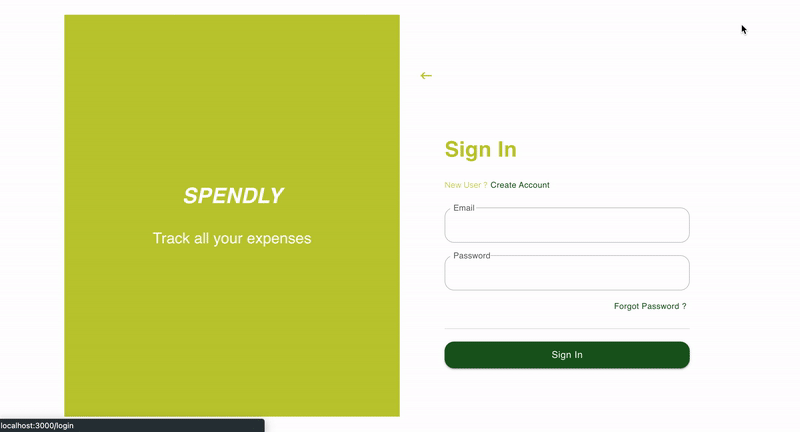 SPENDLY
Track all your expenses
←
Sign In
New User ? Create Account
Email
Password
Forgot Password ?
Sign In
localhost:3000/login